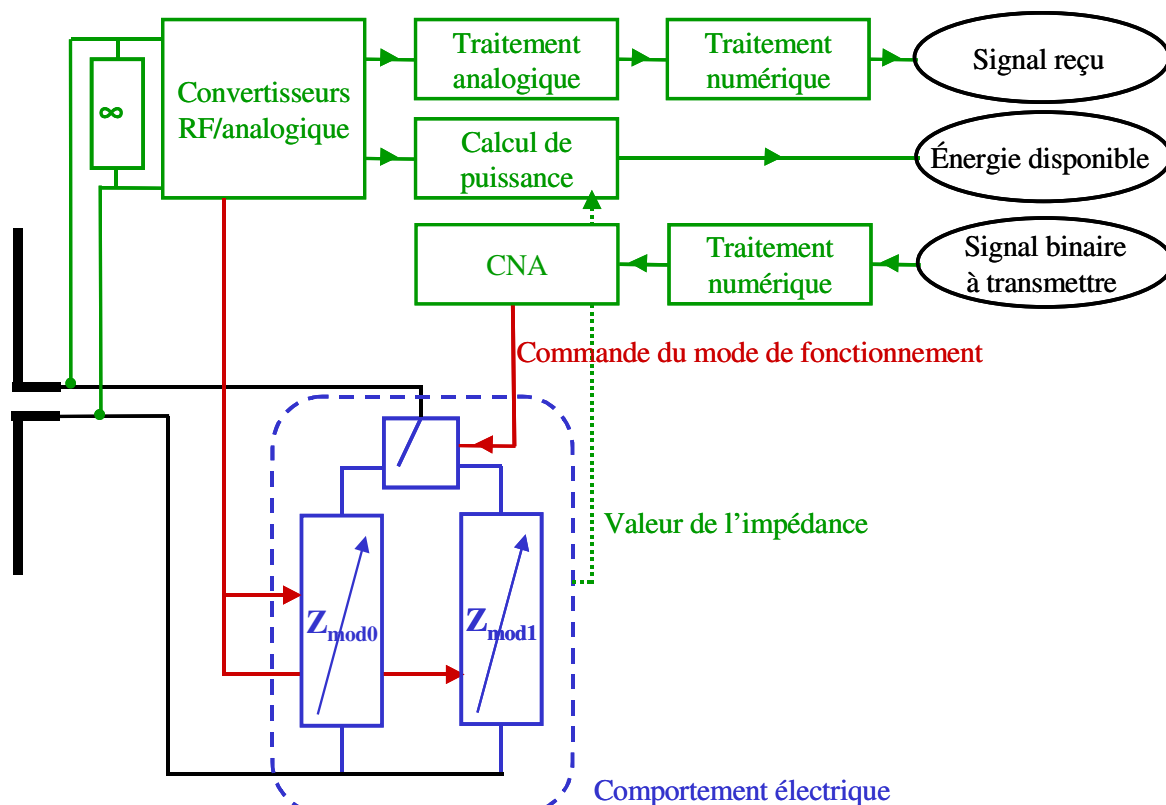 Traitement
analogique
Traitement
numérique
Signal reçu
∞
Convertisseurs
RF/analogique
Calcul de
puissance
Énergie disponible
CNA
Traitement
numérique
Signal binaire
à transmettre
Commande du mode de fonctionnement
Valeur de l’impédance
Zmod0
Zmod1
Comportement électrique